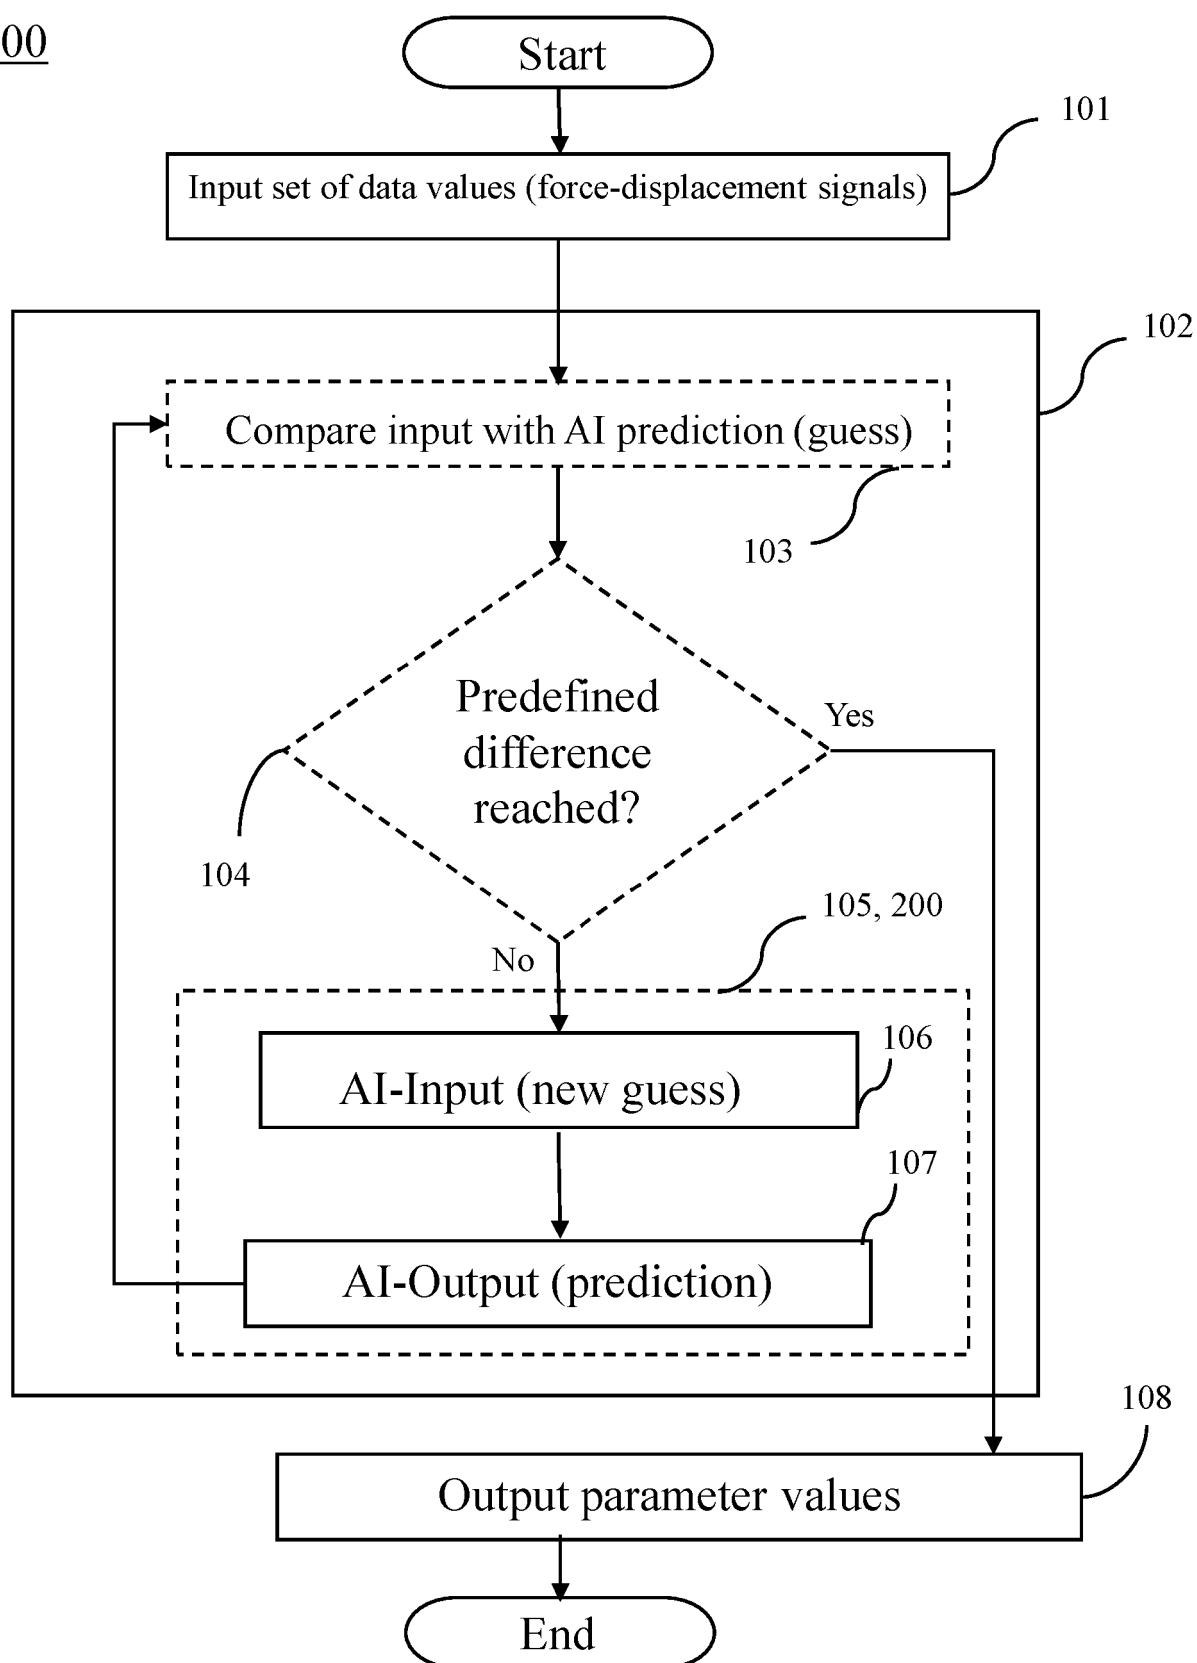 00
Start
101
Input set of data values (force-displacement signals)
102
Compare input with AI prediction (guess)
103
Predefined
difference
reached?
Yes
104
105, 200
No
106
AI-Input (new guess)
107
AI-Output (prediction)
108
Output parameter values
End